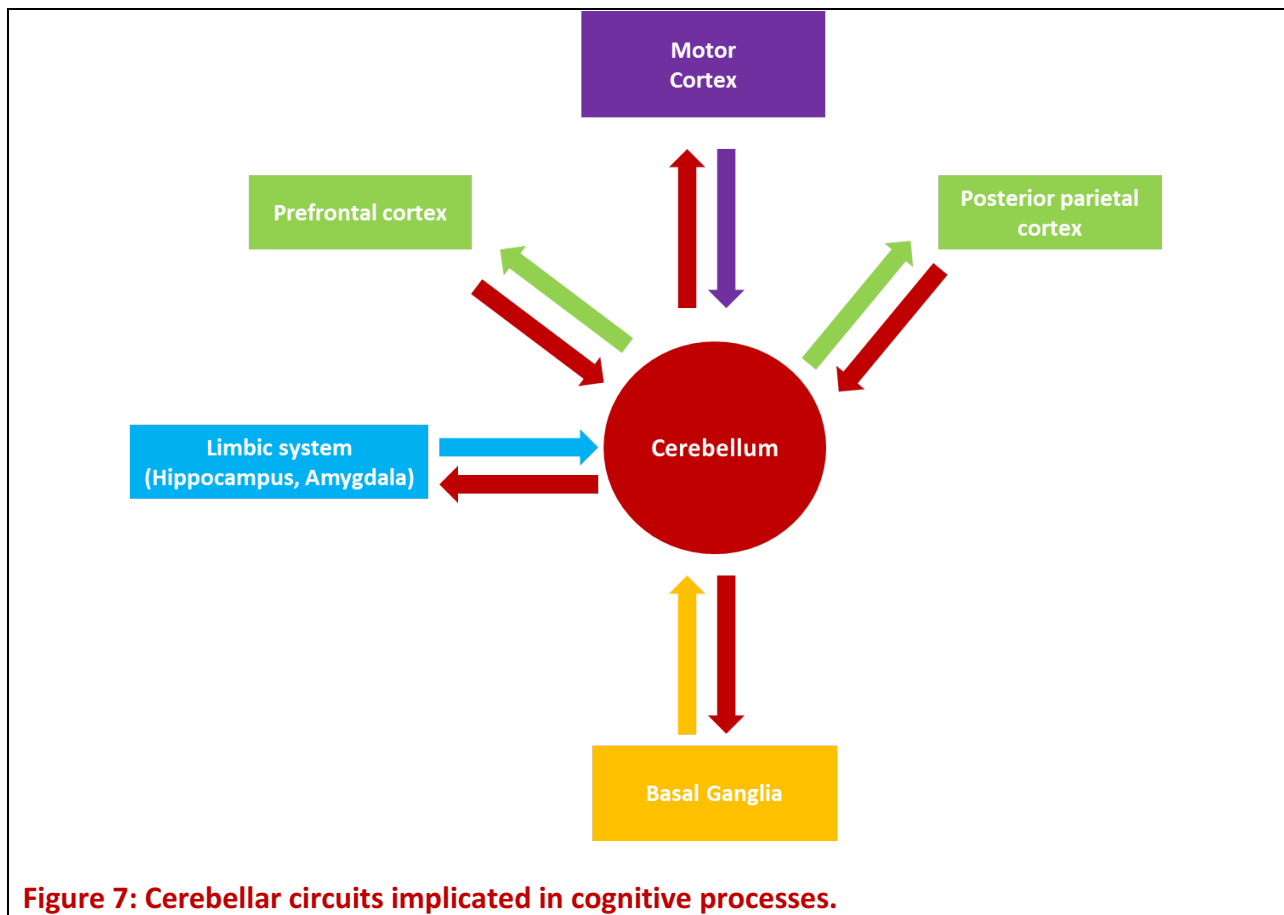 Motor
Cortex
Prefrontal cortex
Posterior parietal
cortex
Limbic system
(Hippocampus, Amygdala)
Cerebellum
Basal Ganglia
Figure 7: Cerebellar circuits implicated in cognitive processes.